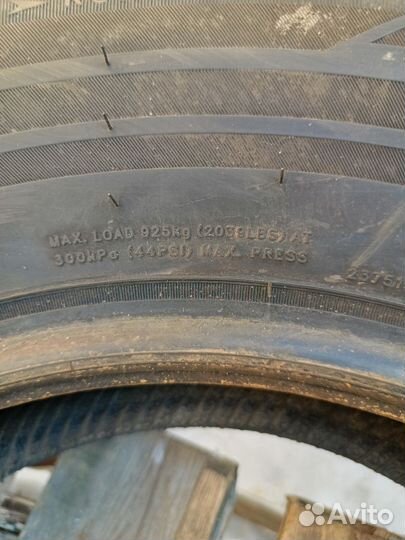 MAX. LOAD 925kg (2039LBS) AT
300kPa (44PSI) MAX. PRESS
Avito